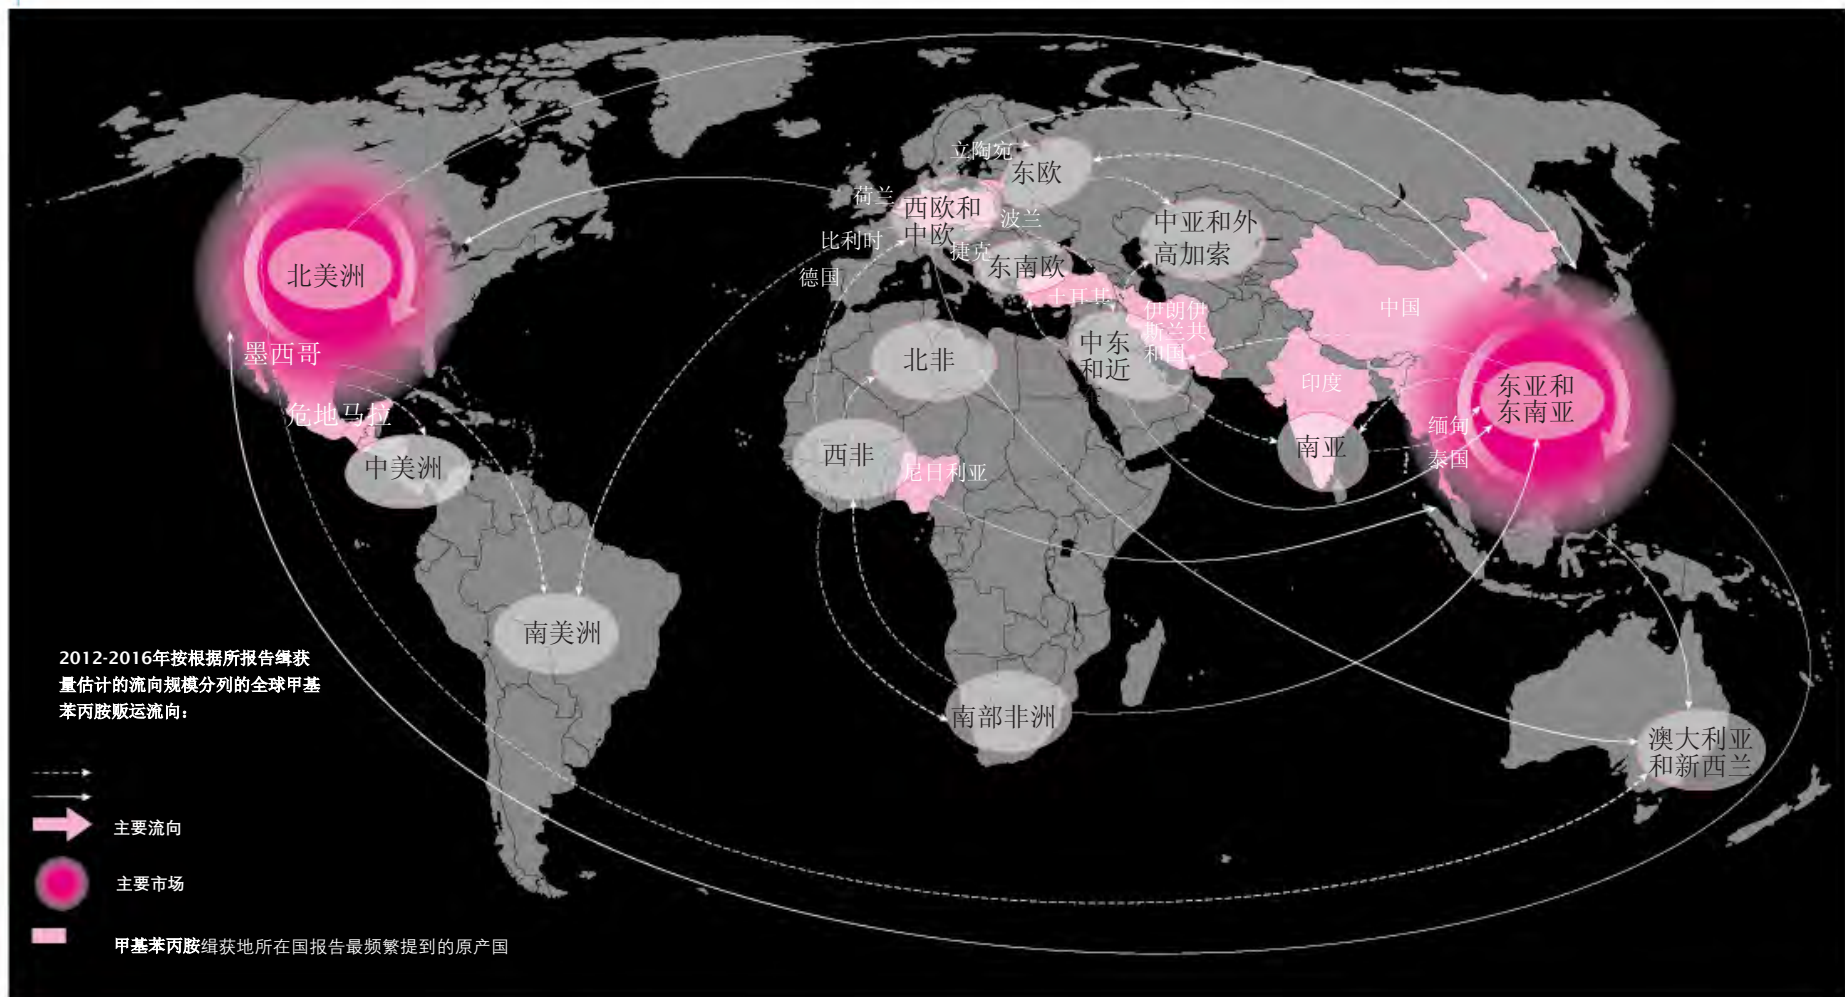 立陶宛
东欧
荷兰
西欧和
中欧
波兰
中亚和外
高加索
比利时
捷克
东南欧
德国
北美洲
土耳其
伊朗伊
斯兰共
和国
中国
墨西哥
北非
中东
和近
印度
东亚和
东南亚
危地马拉
缅甸
中美洲
西非
尼日利亚
南亚
泰国
南美洲
南部非洲
澳大利亚
和新西兰
2012-2016年按根据所报告缉获
量估计的流向规模分列的全球甲基
苯丙胺贩运流向：
主要流向
主要市场
甲基苯丙胺缉获地所在国报告最频繁提到的原产国